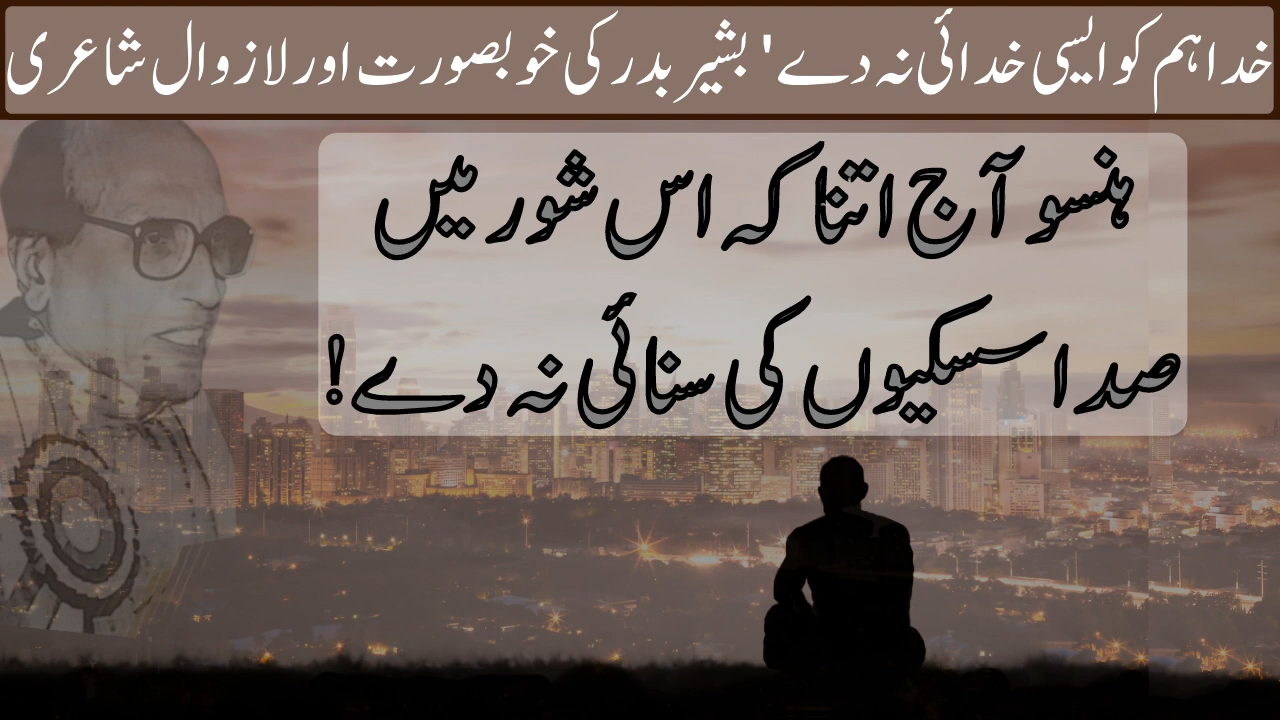 خدا ہم کو ایسی خدائی نہ دے ' بشیر بدر کی خوبصورت اور لازوال شاعری
ہنسو آج اتنا گہ اس شور میں
صدا سسکیوں کی سنائی نہ دے!